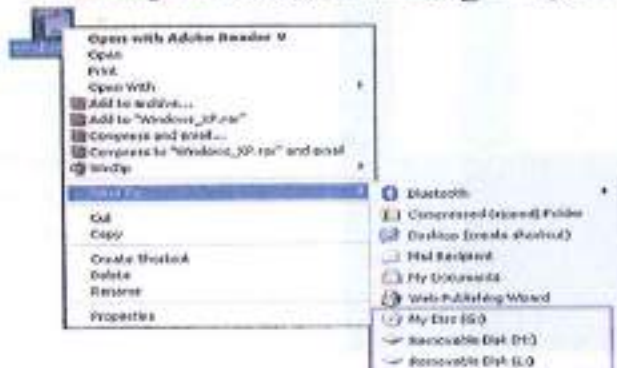 Open with Adobe Reader 9
Open
Print
Open With
Add to archive...
Add to "Windows_XP.rar"
Compress and email...
Compress to "Windows_XP.rar" and email
WinZip
Send To
Cut
Copy
Create Shortcut
Delete
Rename
Properties
Bluetooth
Compressed (zipped) Folder
Desktop (create shortcut)
Mail Recipient
My Documents
Web Publishing Wizard
My Disc (G:)
Removable Disk (H:)
Removable Disk (L:)